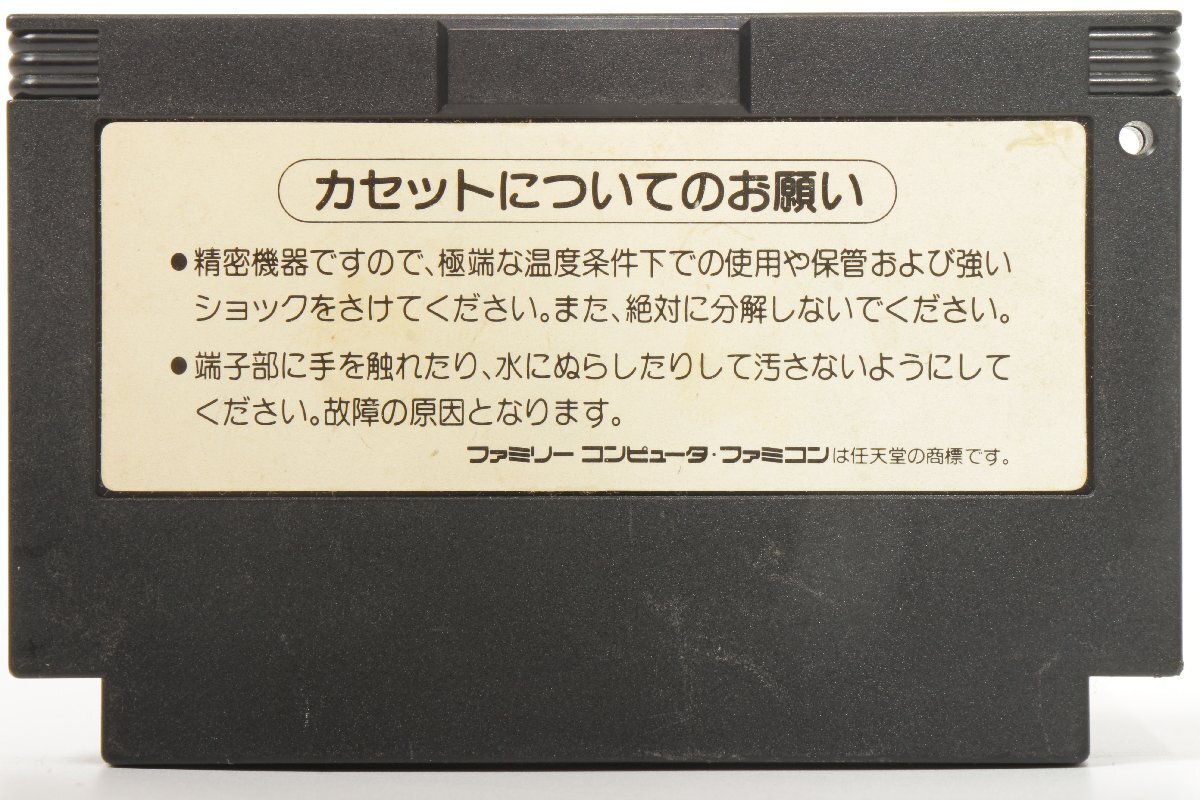 カセットについてのお願い
●精密機器ですので、極端な温度条件下での使用や保管および強い
ショックをさけてください。また、絶対に分解しないでください。
●端子部に手を触れたり、水にぬらしたりして汚さないようにして
ください。故障の原因となります。
ファミリー コンピュータ・ファミコンは任天堂の商標です。